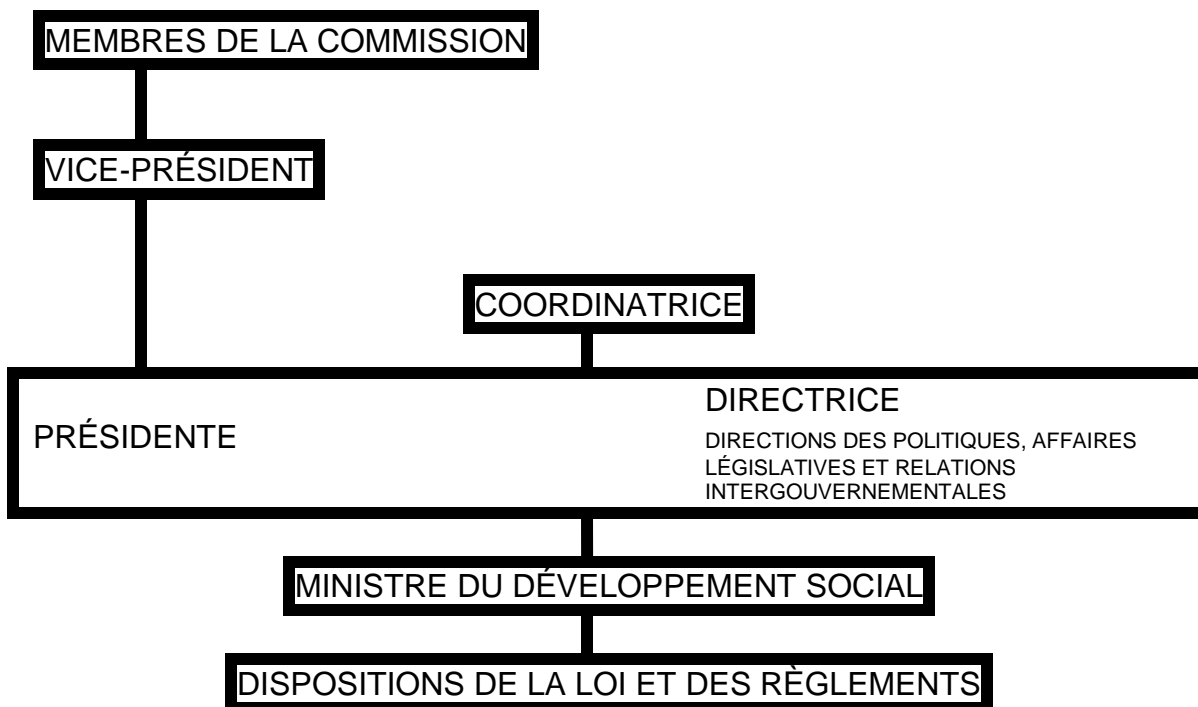 MEMBRES DE LA COMMISSION
VICE-PRÉSIDENT
COORDINATRICE
PRÉSIDENTE
DIRECTRICE
DIRECTIONS DES POLITIQUES, AFFAIRES
LÉGISLATIVES ET RELATIONS
INTERGOUVERNEMENTALES
MINISTRE DU DÉVELOPPEMENT SOCIAL
DISPOSITIONS DE LA LOI ET DES RÈGLEMENTS